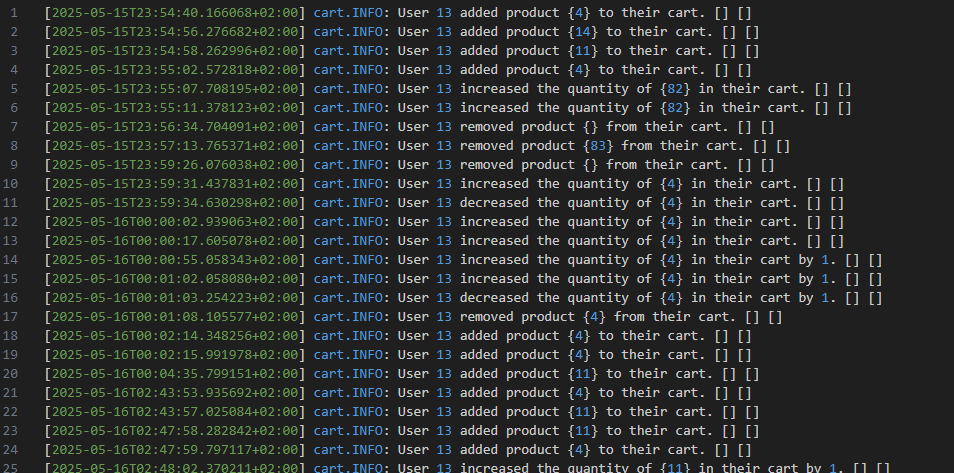 1 [2025-05-15T23:54:40.166068+02:00] cart.INFO: User 13 added product {4} to their cart. [] []
2 [2025-05-15T23:54:56.276682+02:00] cart.INFO: User 13 added product {14} to their cart. [] []
3 [2025-05-15T23:54:58.262996+02:00] cart.INFO: User 13 added product {11} to their cart. [] []
4 [2025-05-15T23:55:02.572818+02:00] cart.INFO: User 13 added product {4} to their cart. [] []
5 [2025-05-15T23:55:07.708195+02:00] cart.INFO: User 13 increased the quantity of {82} in their cart. [] []
6 [2025-05-15T23:55:11.378123+02:00] cart.INFO: User 13 increased the quantity of {82} in their cart. [] []
7 [2025-05-15T23:56:34.704091+02:00] cart.INFO: User 13 removed product {} from their cart. [] []
8 [2025-05-15T23:57:13.765371+02:00] cart.INFO: User 13 removed product {83} from their cart. [] []
9 [2025-05-15T23:59:26.076038+02:00] cart.INFO: User 13 removed product {} from their cart. [] []
10 [2025-05-15T23:59:31.437831+02:00] cart.INFO: User 13 increased the quantity of {4} in their cart. [] []
11 [2025-05-15T23:59:34.630298+02:00] cart.INFO: User 13 decreased the quantity of {4} in their cart. [] []
12 [2025-05-16T00:00:02.939063+02:00] cart.INFO: User 13 increased the quantity of {4} in their cart. [] []
13 [2025-05-16T00:00:17.605078+02:00] cart.INFO: User 13 increased the quantity of {4} in their cart. [] []
14 [2025-05-16T00:00:55.058343+02:00] cart.INFO: User 13 increased the quantity of {4} in their cart by 1. [] []
15 [2025-05-16T00:01:02.058080+02:00] cart.INFO: User 13 increased the quantity of {4} in their cart by 1. [] []
16 [2025-05-16T00:01:03.254223+02:00] cart.INFO: User 13 decreased the quantity of {4} in their cart by 1. [] []
17 [2025-05-16T00:01:08.105577+02:00] cart.INFO: User 13 removed product {4} from their cart. [] []
18 [2025-05-16T00:02:14.348256+02:00] cart.INFO: User 13 added product {4} to their cart. [] []
19 [2025-05-16T00:02:15.991978+02:00] cart.INFO: User 13 added product {4} to their cart. [] []
20 [2025-05-16T00:04:35.799151+02:00] cart.INFO: User 13 added product {11} to their cart. [] []
21 [2025-05-16T02:43:53.935692+02:00] cart.INFO: User 13 added product {4} to their cart. [] []
22 [2025-05-16T02:43:57.025084+02:00] cart.INFO: User 13 added product {11} to their cart. [] []
23 [2025-05-16T02:47:58.282842+02:00] cart.INFO: User 13 added product {11} to their cart. [] []
24 [2025-05-16T02:47:59.797117+02:00] cart.INFO: User 13 added product {4} to their cart. [] []
25 [2025-05-16T02:48:02.370211+02:00] cart.INFO: User 13 increased the quantity of {11} in their cart by 1. [] []